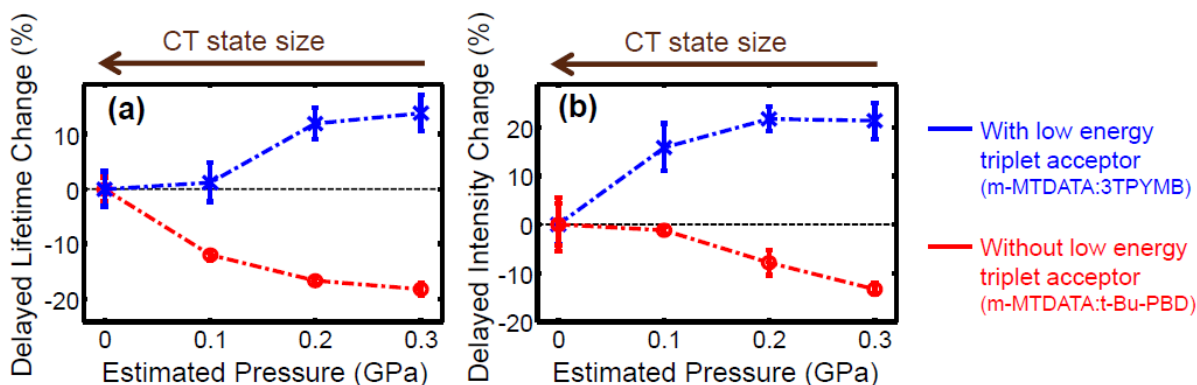 CT state size
CT state size
Delayed Lifetime Change (%)
(a)
10
0
-10
-20
0
0.1
0.2
0.3
Estimated Pressure (GPa)
Delayed Intensity Change (%)
(b)
20
10
0
-10
-20
0
0.1
0.2
0.3
Estimated Pressure (GPa)
With low energy
triplet acceptor
(m-MTDATA:3TPYMB)
Without low energy
triplet acceptor
(m-MTDATA:t-Bu-PBD)